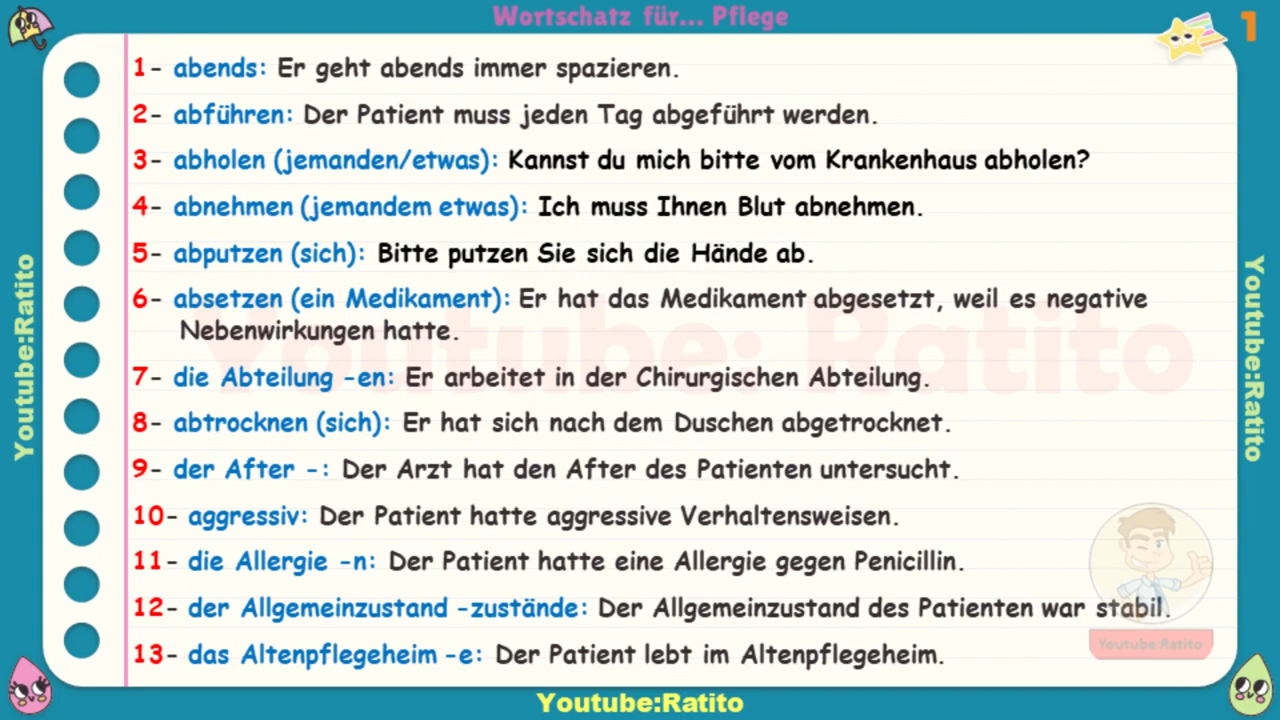 Wortschatz für... Pflege
1
1- abends: Er geht abends immer spazieren.
2- abführen: Der Patient muss jeden Tag abgeführt werden.
3- abholen (jemanden/etwas): Kannst du mich bitte vom Krankenhaus abholen?
4- abnehmen (jemandem etwas): Ich muss Ihnen Blut abnehmen.
5- abputzen (sich): Bitte putzen Sie sich die Hände ab.
6- absetzen (ein Medikament): Er hat das Medikament abgesetzt, weil es negative
Nebenwirkungen hatte.
7- die Abteilung -en: Er arbeitet in der Chirurgischen Abteilung.
8- abtrocknen (sich): Er hat sich nach dem Duschen abgetrocknet.
9- der After -: Der Arzt hat den After des Patienten untersucht.
10- aggressiv: Der Patient hatte aggressive Verhaltensweisen.
11- die Allergie -n: Der Patient hatte eine Allergie gegen Penicillin.
12- der Allgemeinzustand -zustände: Der Allgemeinzustand des Patienten war stabil.
13- das Altenpflegeheim -e: Der Patient lebt im Altenpflegeheim.
Youtube:Ratito
Youtube:Ratito
Youtube: Ratito
Youtube:Ratito
Youtube:Ratito